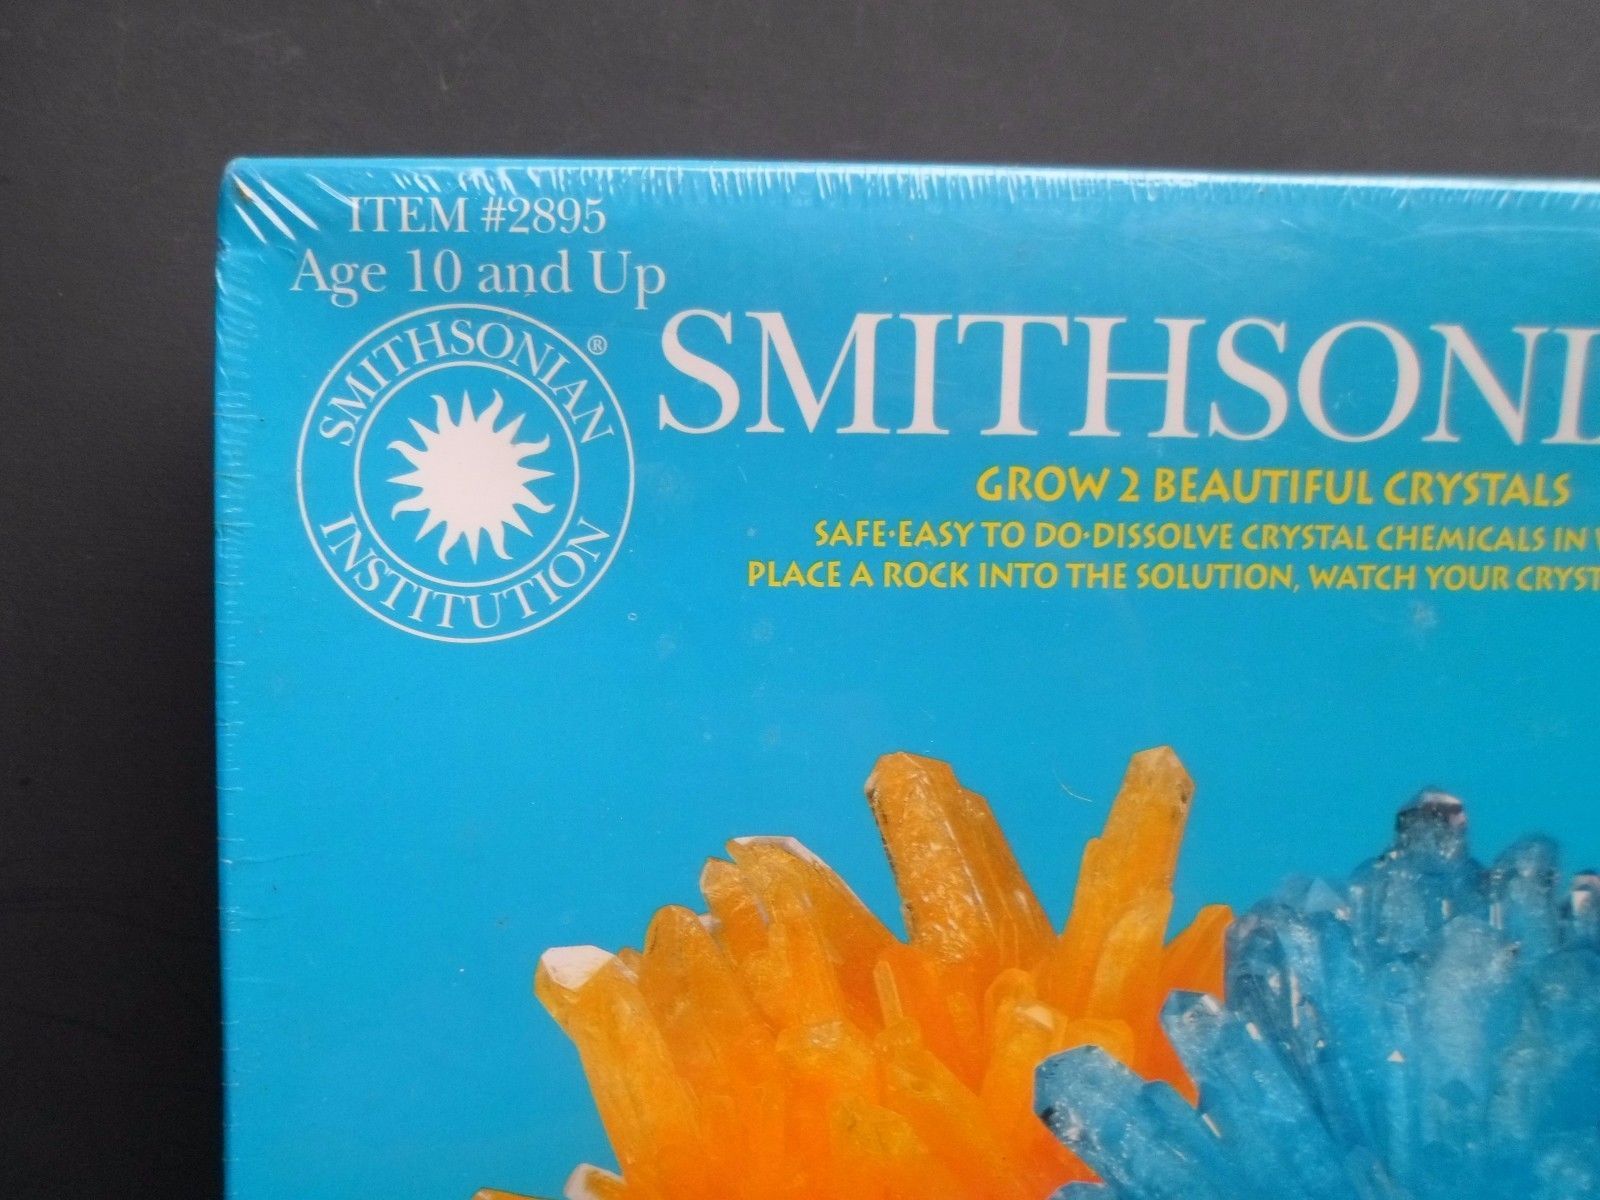 ITEM #2895
Age 10 and Up
SMITHSONIAN®
INSTITUTION
SMITHSONI
GROW 2 BEAUTIFUL CRYSTALS
SAFE·EASY TO DO·DISSOLVE CRYSTAL CHEMICALS IN
PLACE A ROCK INTO THE SOLUTION, WATCH YOUR CRYST